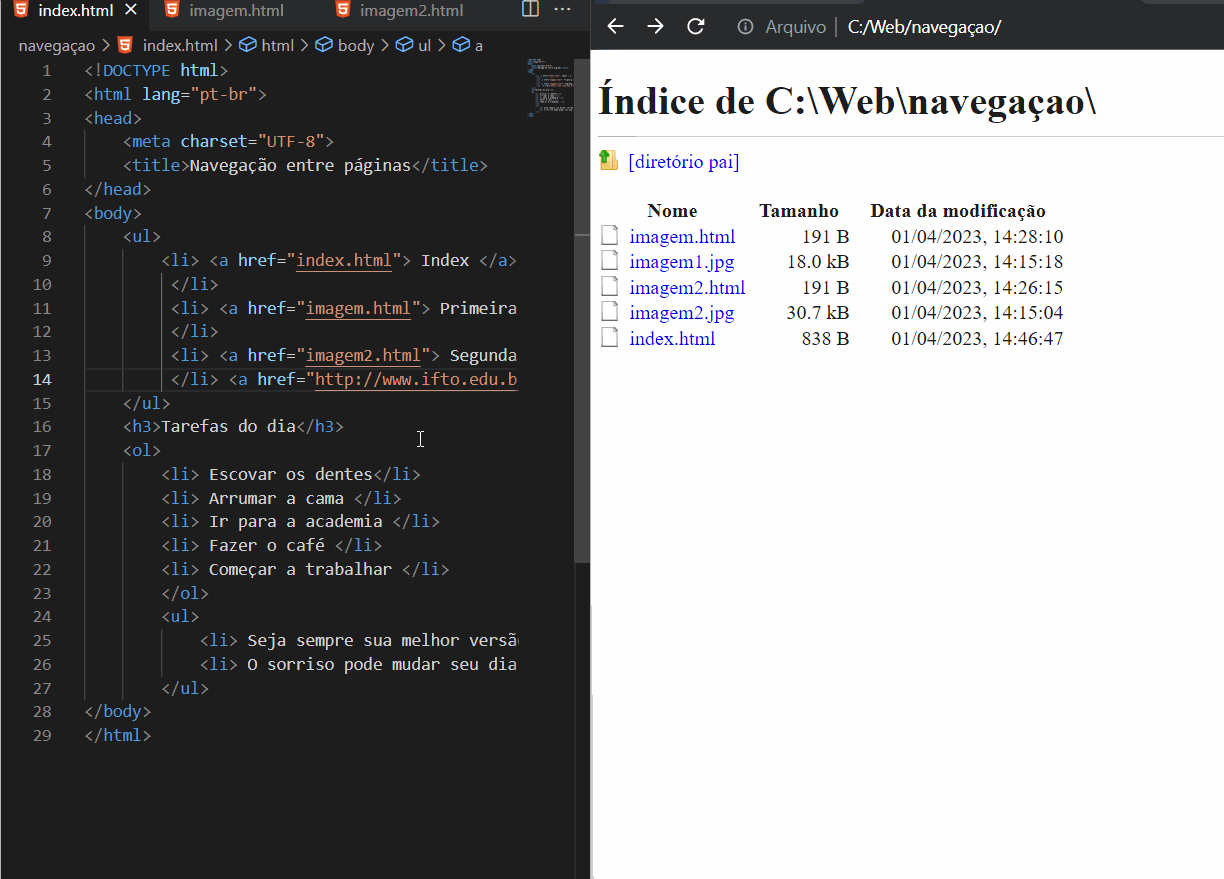 index.html
imagem.html
imagem2.html
navegaçao > index.html > html > body > ul > a
1 <!DOCTYPE html>
2 <html lang="pt-br">
3 <head>
4 <meta charset="UTF-8">
5 <title>Navegação entre páginas</title>
6 </head>
7 <body>
8 <ul>
9 <li> <a href="index.html"> Index </a>
10 </li>
11 <li> <a href="imagem.html"> Primeira
12 </li>
13 <li> <a href="imagem2.html"> Segunda
14 </li> <a href="http://www.ifto.edu.b
15 </ul>
16 <h3>Tarefas do dia</h3>
17 <ol>
18 <li> Escovar os dentes</li>
19 <li> Arrumar a cama </li>
20 <li> Ir para a academia </li>
21 <li> Fazer o café </li>
22 <li> Começar a trabalhar </li>
23 </ol>
24 <ul>
25 <li> Seja sempre sua melhor versã
26 <li> O sorriso pode mudar seu dia
27 </ul>
28 </body>
29 </html>
Arquivo | C:/Web/navegaçao/
Índice de C:\Web\navegaçao\
[diretório pai]
Nome Tamanho Data da modificação
imagem.html 191 B 01/04/2023, 14:28:10
imagem1.jpg 18.0 kB 01/04/2023, 14:15:18
imagem2.html 191 B 01/04/2023, 14:26:15
imagem2.jpg 30.7 kB 01/04/2023, 14:15:04
index.html 838 B 01/04/2023, 14:46:47